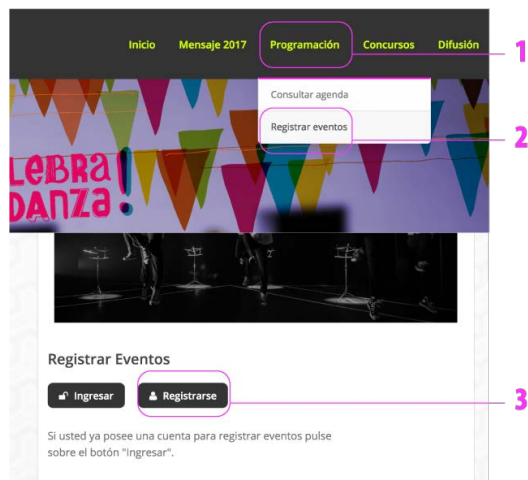 Inicio Mensaje 2017 Programación Concursos Difusión
1
Consultar agenda
Registrar eventos
2
LEBRA
DANZA!
Registrar Eventos
Ingresar Registrarse
3
Si usted ya posee una cuenta para registrar eventos pulse
sobre el botón "Ingresar".